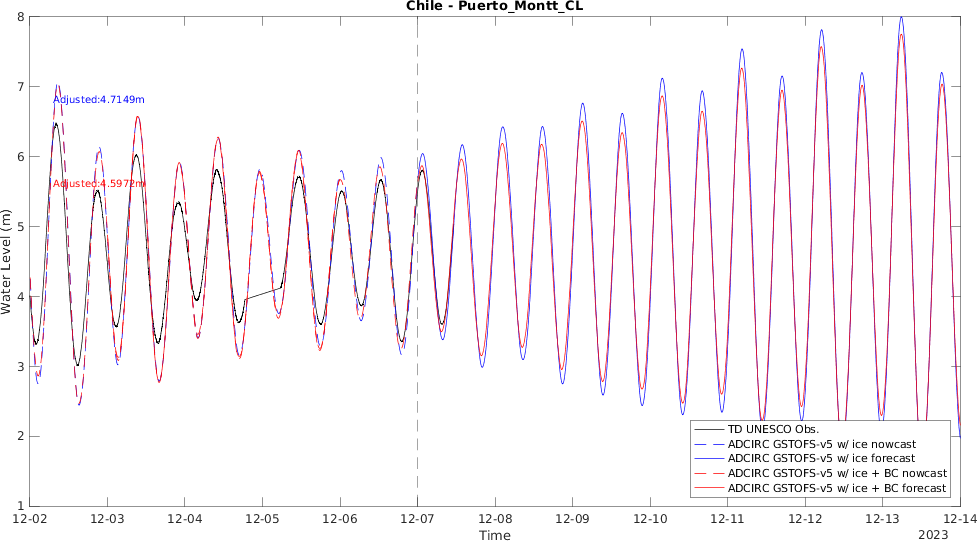 Chile - Puerto_Montt_CL
8
7
6
5
4
3
2
1
Water Level (m)
Adjusted:4.7149m
Adjusted:4.5972m
TD UNESCO Obs.
ADCIRC GSTOFS-v5 w/ ice nowcast
ADCIRC GSTOFS-v5 w/ ice forecast
ADCIRC GSTOFS-v5 w/ ice + BC nowcast
ADCIRC GSTOFS-v5 w/ ice + BC forecast
12-02 12-03 12-04 12-05 12-06 12-07 12-08 12-09 12-10 12-11 12-12 12-13 12-14
Time
2023